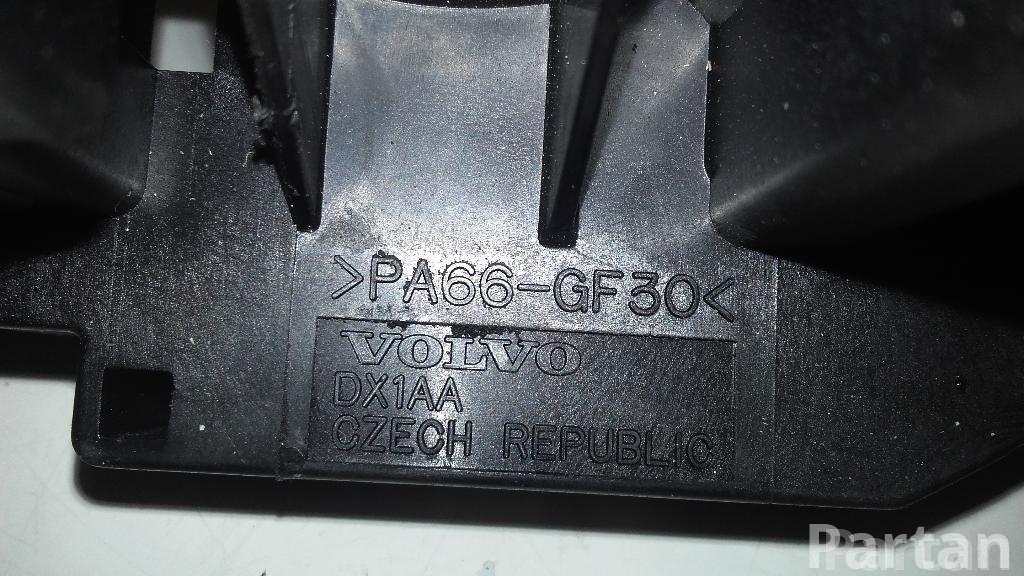 >PA66-GF30<
VOLVO
DX1AA
CZECH REPUBLIC
Partan